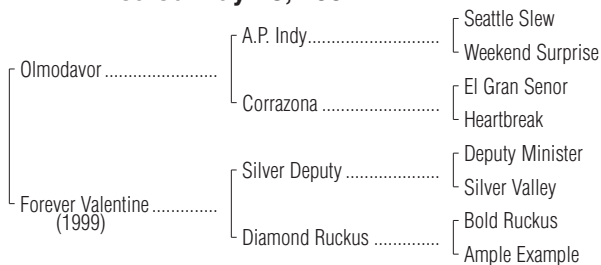 Seattle Slew
A.P. Indy
Weekend Surprise
Olmodavor
El Gran Senor
Corrazona
Heartbreak
Deputy Minister
Silver Deputy
Silver Valley
Forever Valentine
(1999)
Bold Ruckus
Diamond Ruckus
Ample Example